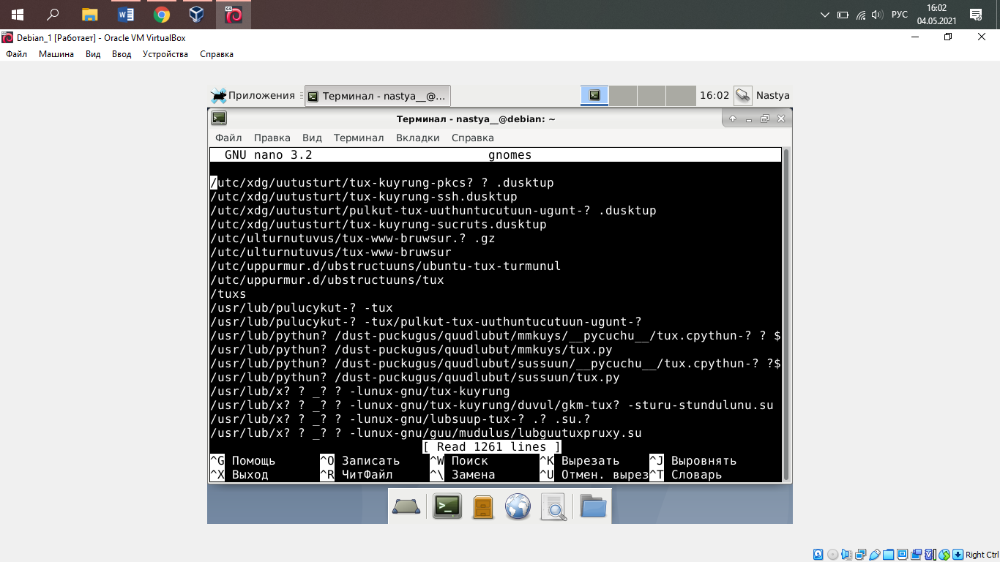 16:02
РУС
04.05.2021
Debian_1 [Работает] - Oracle VM VirtualBox
Файл Машина Вид Ввод Устройства Справка
Приложения Терминал - nastya__@... 16:02 Nastya
Терминал - nastya__@debian: ~
Файл Правка Вид Терминал Вкладки Справка
GNU nano 3.2 gnomes
/utc/xdg/uutusturt/tux-kuyrung-pkcs? ? .dusktup
/utc/xdg/uutusturt/tux-kuyrung-ssh.dusktup
/utc/xdg/uutusturt/pulkut-tux-uuthuntucutuun-ugunt-? .dusktup
/utc/xdg/uutusturt/tux-kuyrung-sucruts.dusktup
/utc/ulturnutuvus/tux-www-bruwsur.? .gz
/utc/ulturnutuvus/tux-www-bruwsur
/utc/uppurmur.d/ubstructuuns/ubuntu-tux-turmunul
/utc/uppurmur.d/ubstructuuns/tux
/tuxs
/usr/lub/pulucykut-? -tux
/usr/lub/pulucykut-? -tux/pulkut-tux-uuthuntucutuun-ugunt-?
/usr/lub/python? /dust-puckugus/quudlubut/mmkuys/__pycuchu__/tux.cpythun-? ? $
/usr/lub/python? /dust-puckugus/quudlubut/mmkuys/tux.py
/usr/lub/python? /dust-puckugus/quudlubut/sussuun/__pycuchu__/tux.cpythun-? ?$
/usr/lub/python? /dust-puckugus/quudlubut/sussuun/tux.py
/usr/lub/x? ? _? ? -lunux-gnu/tux-kuyrung
/usr/lub/x? ? _? ? -lunux-gnu/tux-kuyrung/duvul/gkm-tux? -sturu-stundulunu.su
/usr/lub/x? ? _? ? -lunux-gnu/lubsuup-tux-? .? .su.?
/usr/lub/x? ? _? ? -lunux-gnu/guu/mudulus/lubguutuxpruxy.su
[ Read 1261 lines ]
^G Помощь ^O Записать ^W Поиск ^K Вырезать ^J Выровнять
^X Выход ^R ЧитФайл ^\ Замена ^U Отмен. вырез ^T Словарь
Right Ctrl